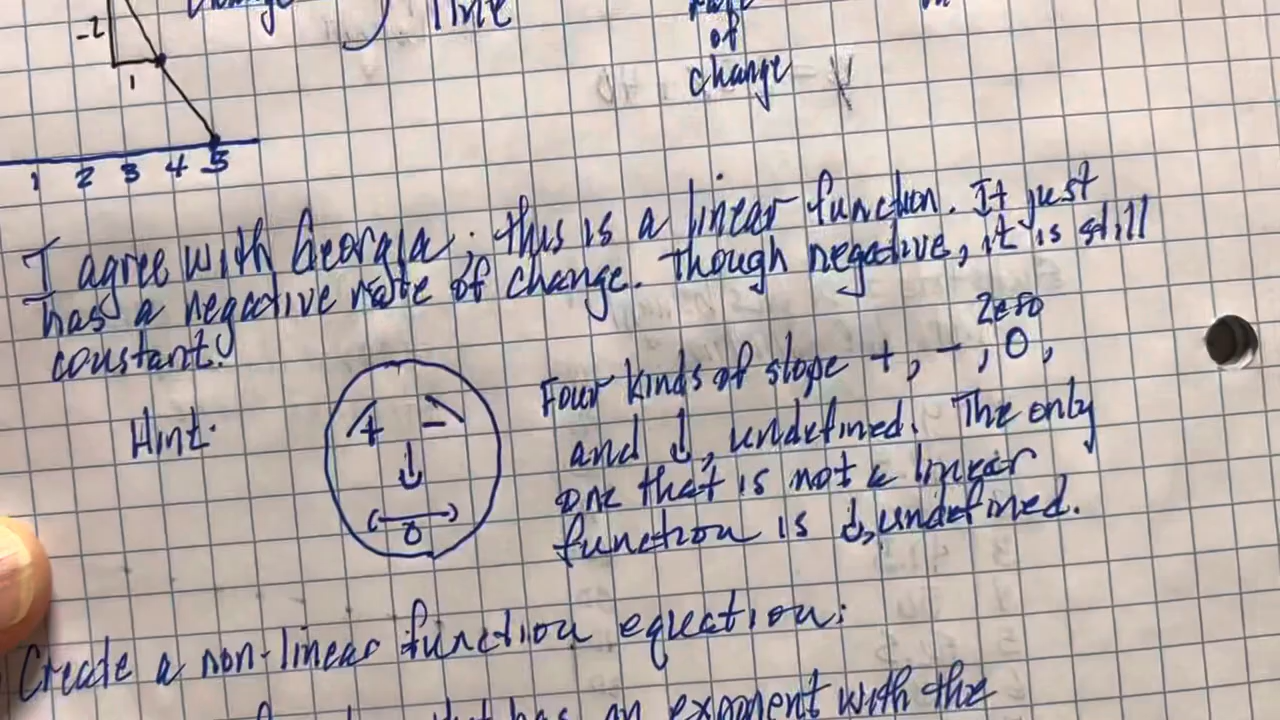 -2
line
of
change
1
1 2 3 4 5
I agree with Georgia; this is a linear function. It just
has a negative rate of change. Though negative, it is still
constant!
Zero
Four kinds of slope +, -, 0,
Hint:
+ -
and ↓, undefined. The only
one that is not a linear
0
function is ↓, undefined.
Create a non-linear function equation:
has an exponent with the